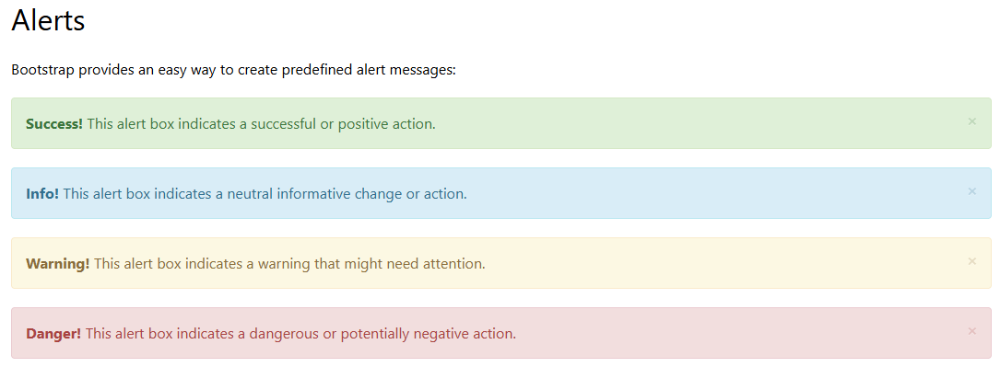 Alerts
Bootstrap provides an easy way to create predefined alert messages:
Success! This alert box indicates a successful or positive action. ×
Info! This alert box indicates a neutral informative change or action. ×
Warning! This alert box indicates a warning that might need attention. ×
Danger! This alert box indicates a dangerous or potentially negative action. ×